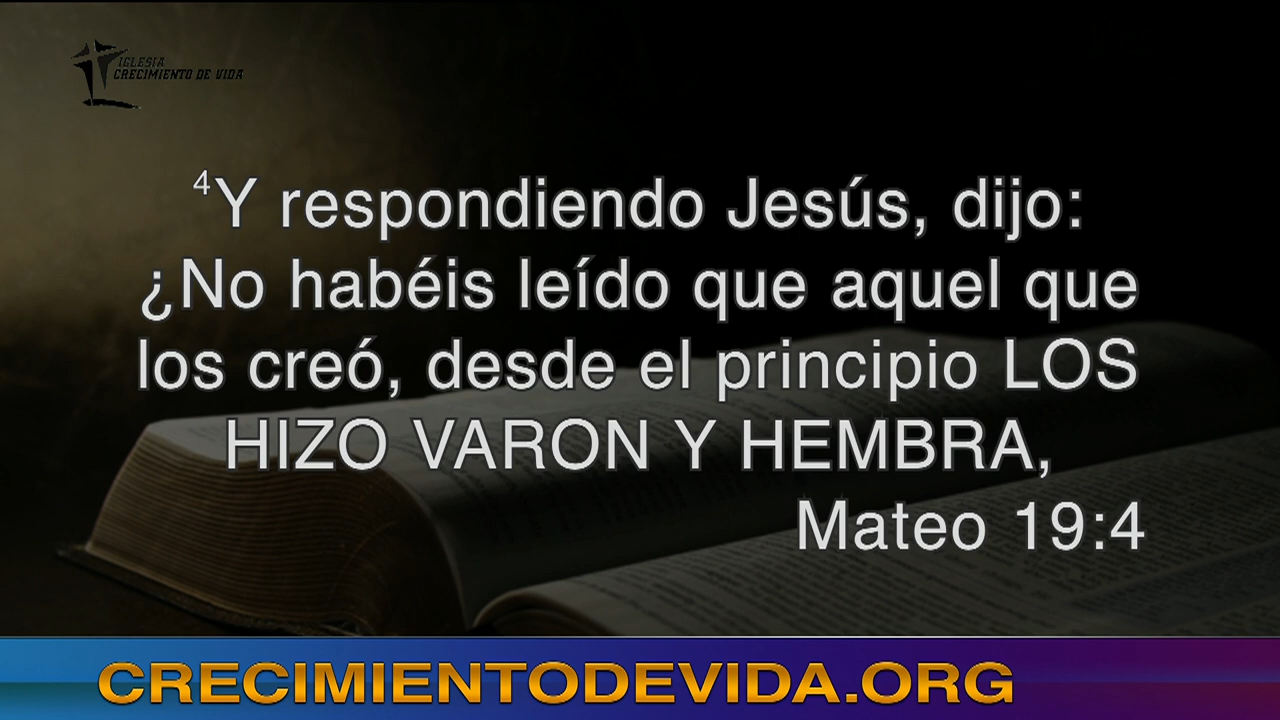 IGLESIA
CRECIMIENTO DE VIDA
4Y respondiendo Jesús, dijo:
¿No habéis leído que aquel que
los creó, desde el principio LOS
HIZO VARON Y HEMBRA,
Mateo 19:4
CRECIMIENTODEVIDA.ORG